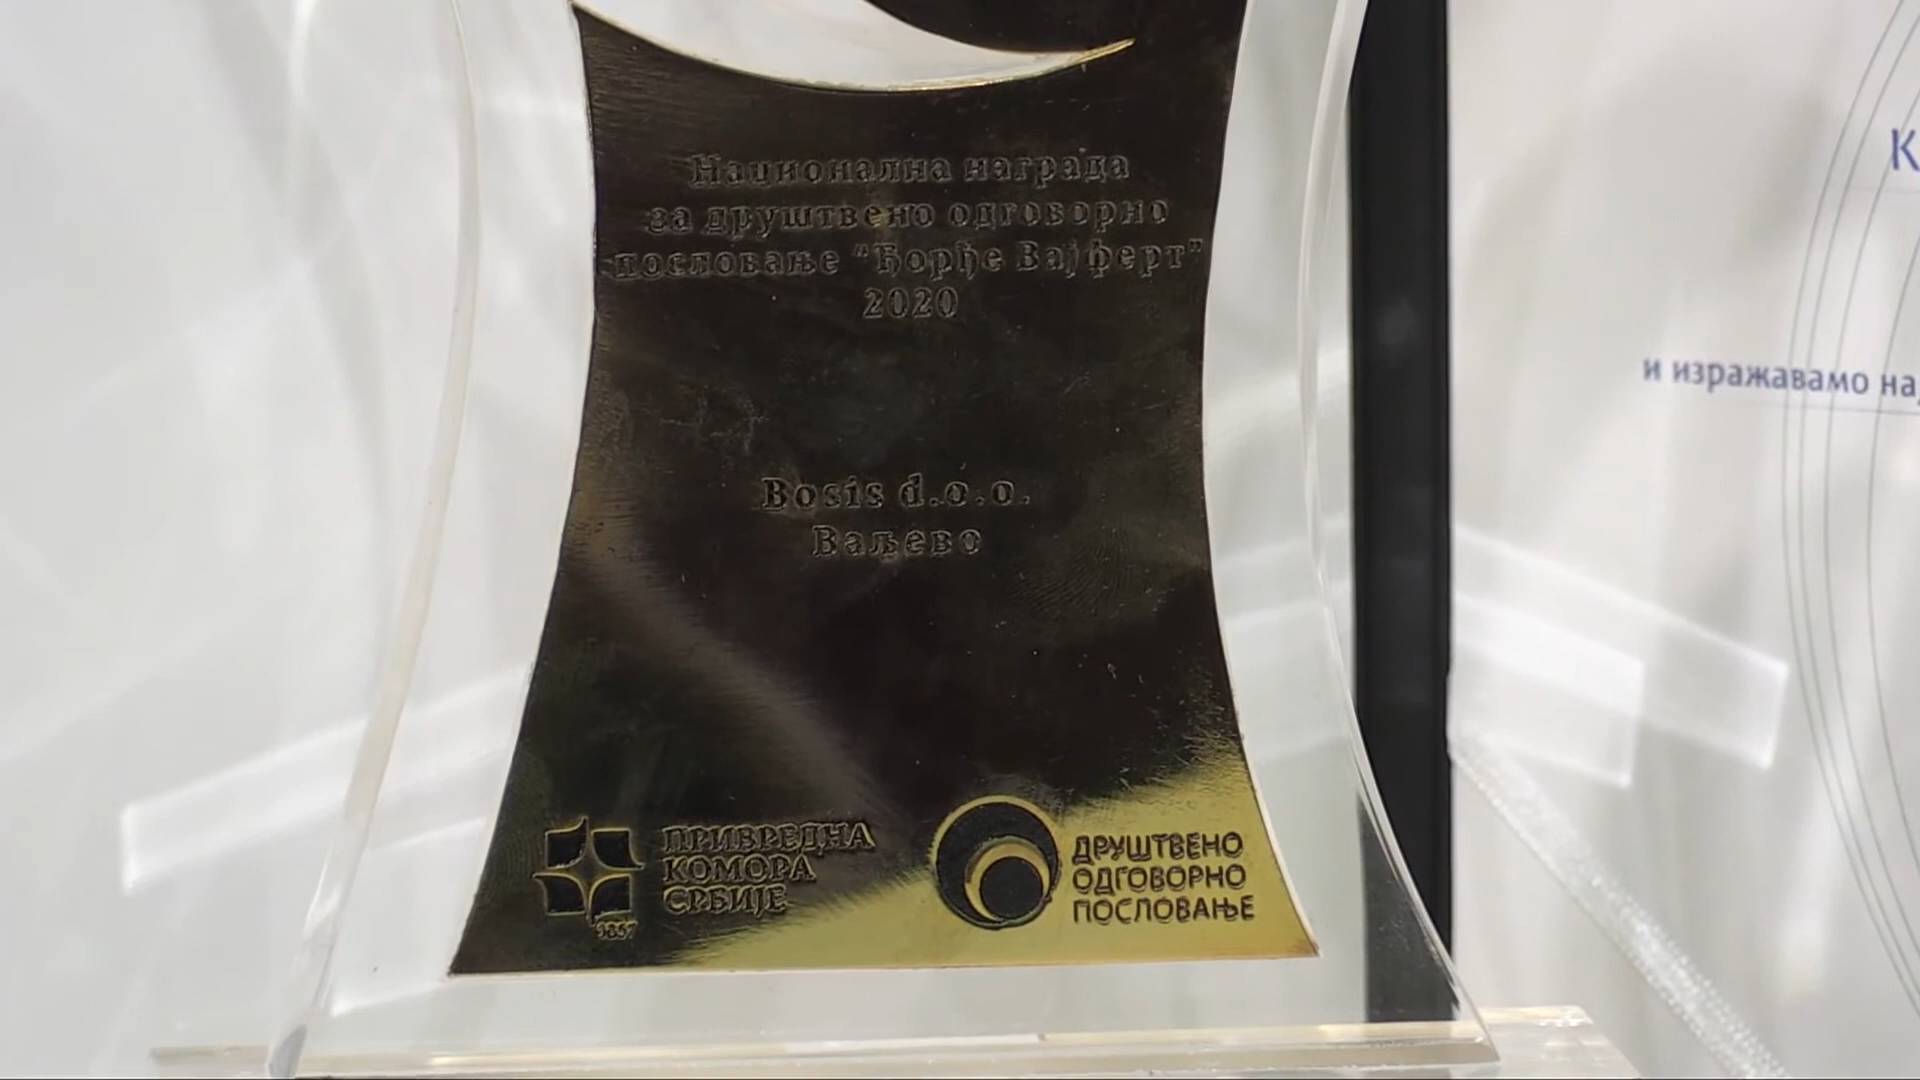 Национална награда
за друштвено одговорно
пословање "Ђорђе Вајферт"
2020
Bosis d.o.o.
Ваљево
ПРИВРЕДНА
КОМОРА
СРБИЈЕ
1857
ДРУШТВЕНО
ОДГОВОРНО
ПОСЛОВАЊЕ
К
и изражавамо на